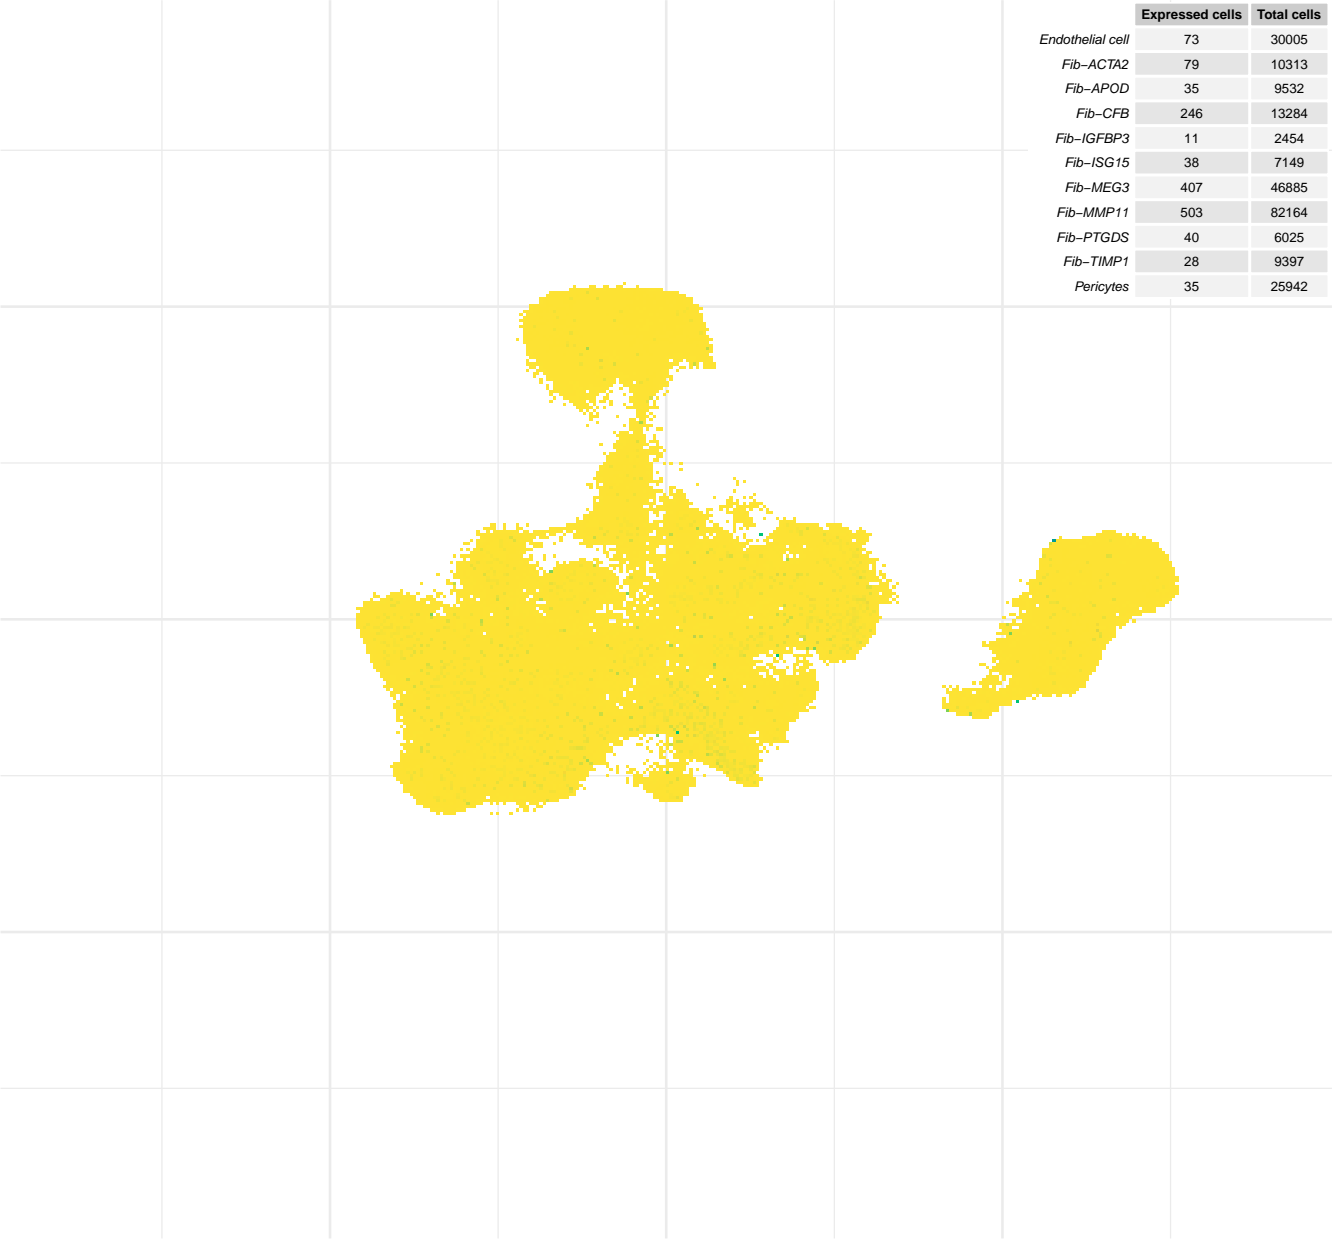 Expressed cells Total cells
Endothelial cell 73 30005
Fib−ACTA2 79 10313
Fib−APOD 35 9532
Fib−CFB 246 13284
Fib−IGFBP3 11 2454
Fib−ISG15 38 7149
Fib−MEG3 407 46885
Fib−MMP11 503 82164
Fib−PTGDS 40 6025
Fib−TIMP1 28 9397
Pericytes 35 25942